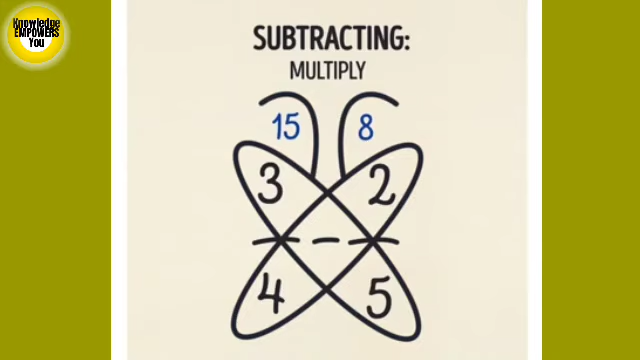 Knowledge
EMPOWERS
You
SUBTRACTING:
MULTIPLY
15 8
3 2
– – –
4 5